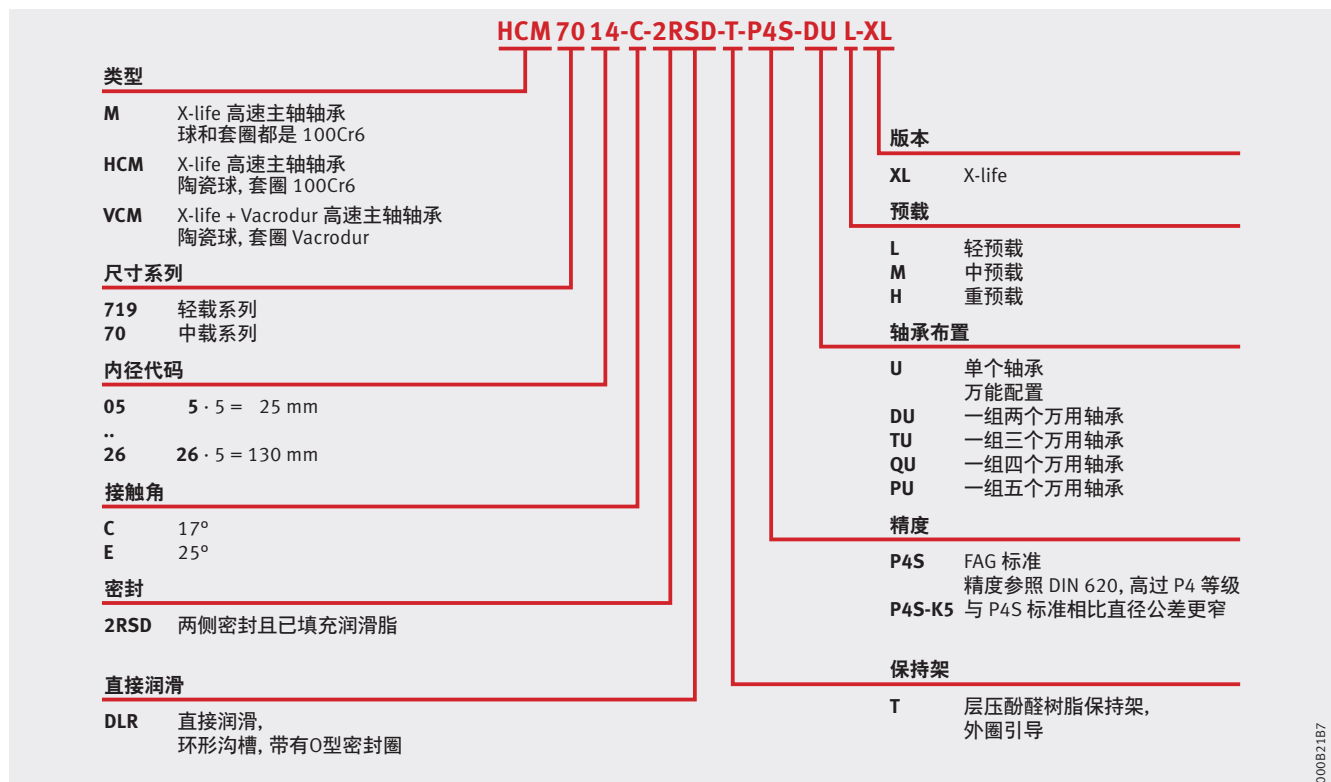 HCM 70 14-C-2RSD-T-P4S-DU L-XL
类型
M X-life 高速主轴轴承
球和套圈都是 100Cr6
HCM X-life 高速主轴轴承
陶瓷球, 套圈 100Cr6
VCM X-life + Vacrodur 高速主轴轴承
陶瓷球, 套圈 Vacrodur
尺寸系列
719 轻载系列
70 中载系列
内径代码
05 5 · 5 = 25 mm
..
26 26 · 5 = 130 mm
接触角
C 17°
E 25°
密封
2RSD 两侧密封且已填充润滑脂
直接润滑
DLR 直接润滑,
环形沟槽, 带有O型密封圈
版本
XL X-life
预载
L 轻预载
M 中预载
H 重预载
轴承布置
U 单个轴承
万能配置
DU 一组两个万用轴承
TU 一组三个万用轴承
QU 一组四个万用轴承
PU 一组五个万用轴承
精度
P4S FAG 标准
精度参照 DIN 620, 高过 P4 等级
P4S-K5 与 P4S 标准相比直径公差更窄
保持架
T 层压酚醛树脂保持架,
外圈引导
000B21B7